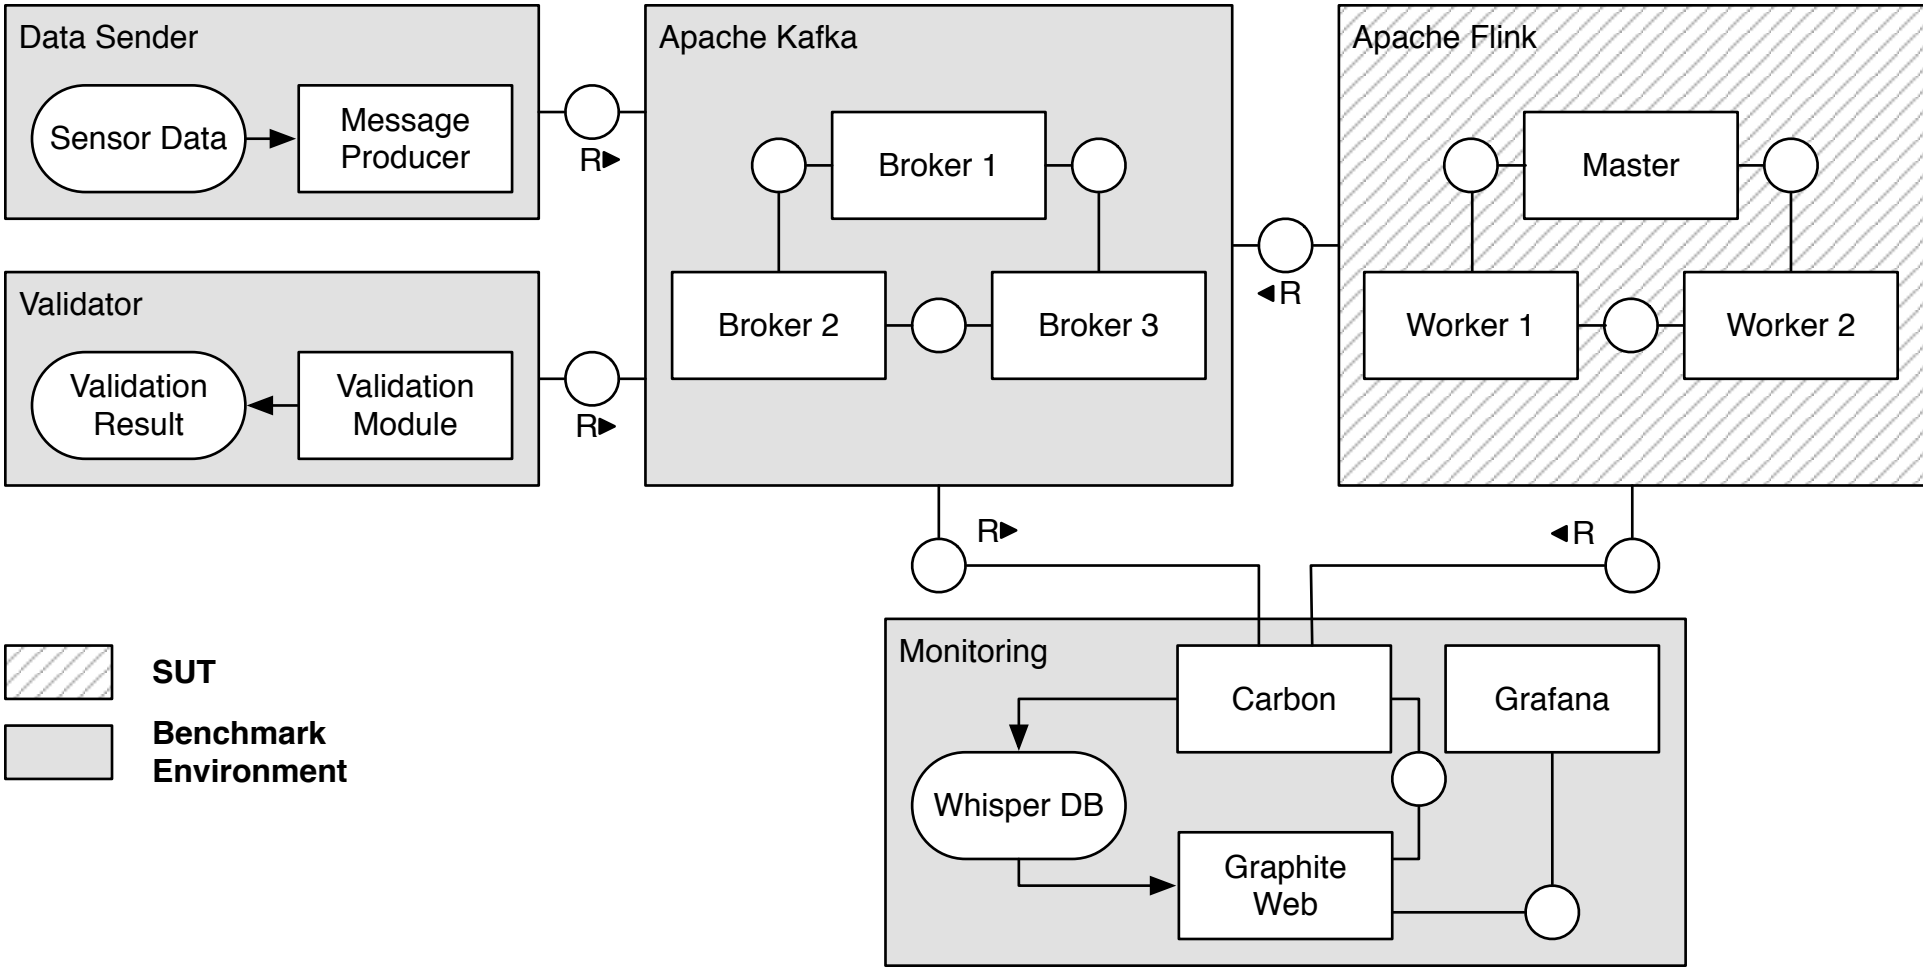 Data Sender
Sensor Data
Message
Producer
R▶
Apache Kafka
Broker 1
Broker 2
Broker 3
◀R
Apache Flink
Master
Worker 1
Worker 2
Validator
Validation
Result
Validation
Module
R▶
R▶
◀R
SUT
Benchmark
Environment
Monitoring
Carbon
Grafana
Whisper DB
Graphite
Web